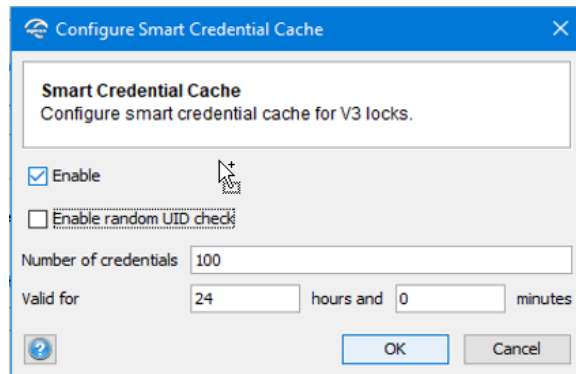 Configure Smart Credential Cache
Smart Credential Cache
Configure smart credential cache for V3 locks.
Enable
Enable random UID check
Number of credentials 100
Valid for 24 hours and 0 minutes
? OK Cancel